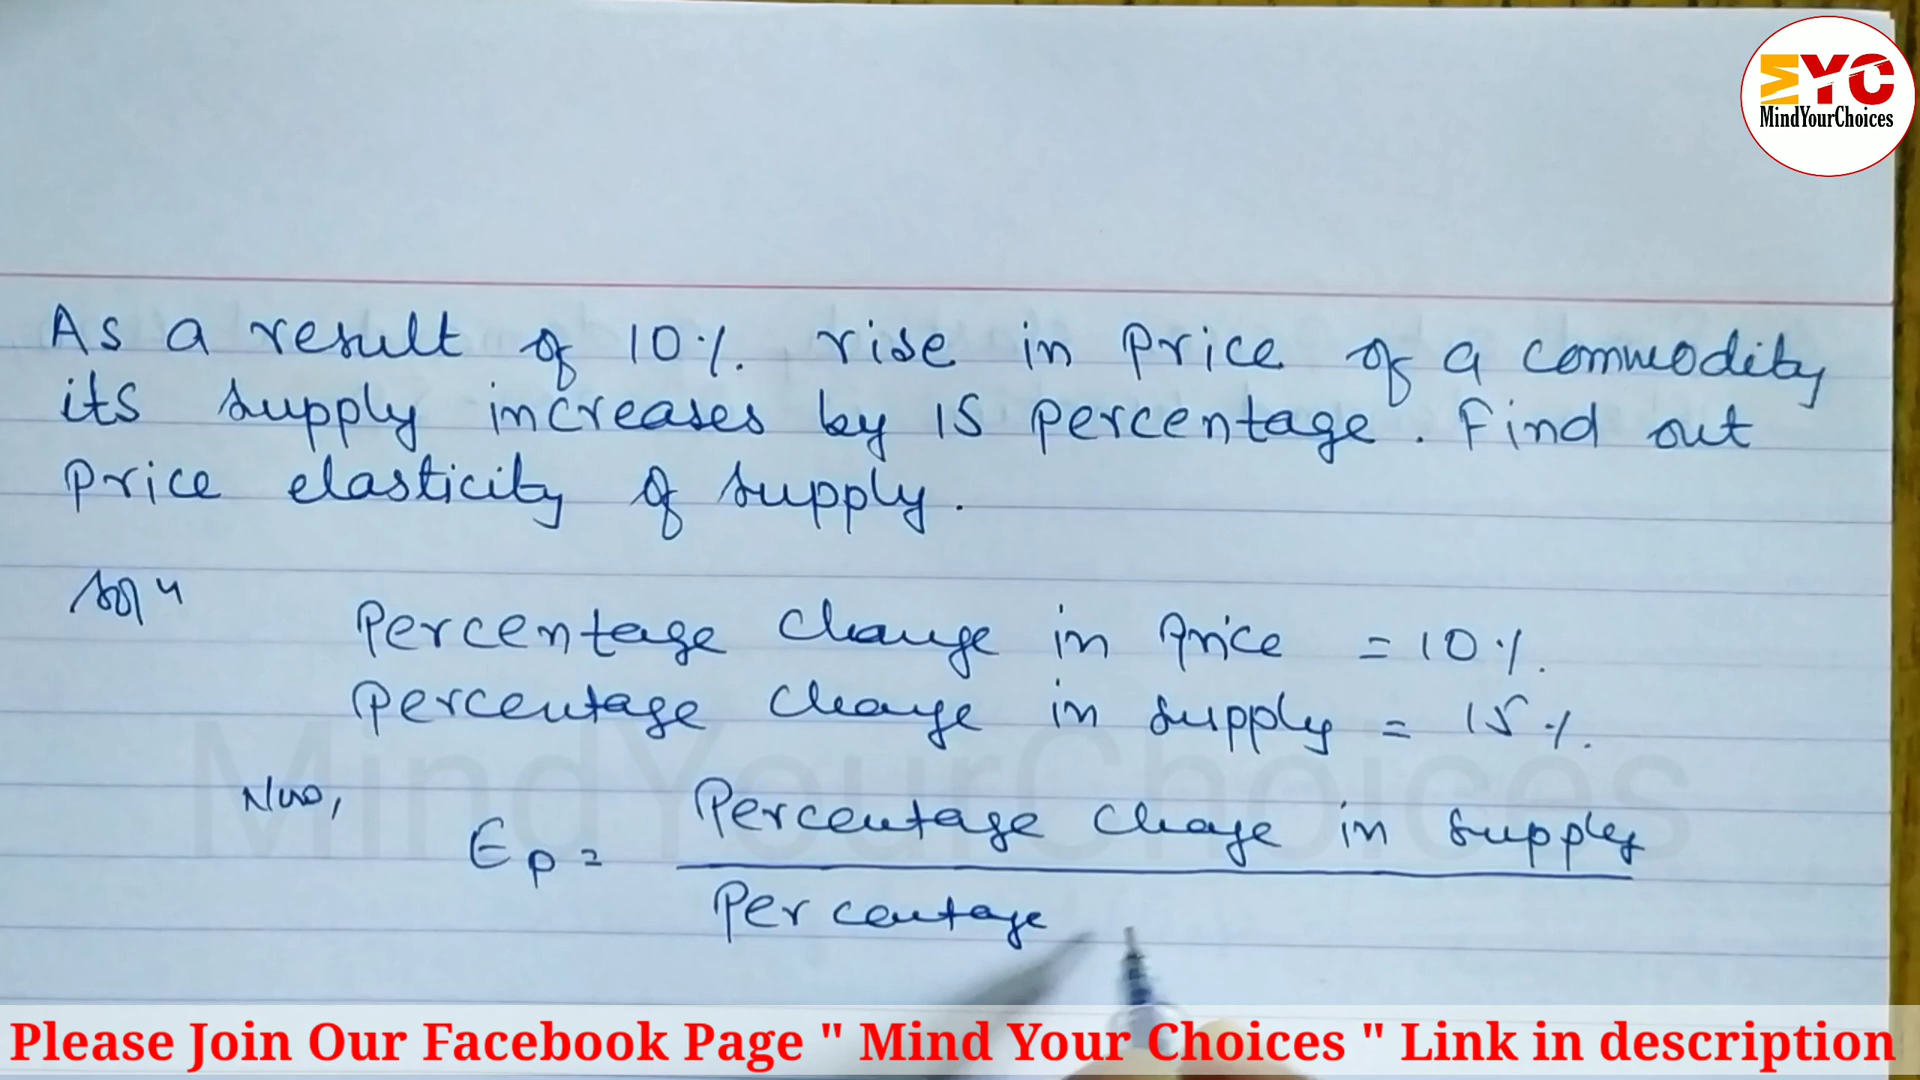 MYC
MindYourChoices
As a result of 10%. rise in price of a commodity
its supply increases by 15 percentage. Find out
price elasticity of supply.
Soln
Percentage change in Price = 10%.
Percentage change in supply = 15%.
Now,
Percentage change in supply
Ep =
Percentage
MindYourChoices
Please Join Our Facebook Page " Mind Your Choices " Link in description